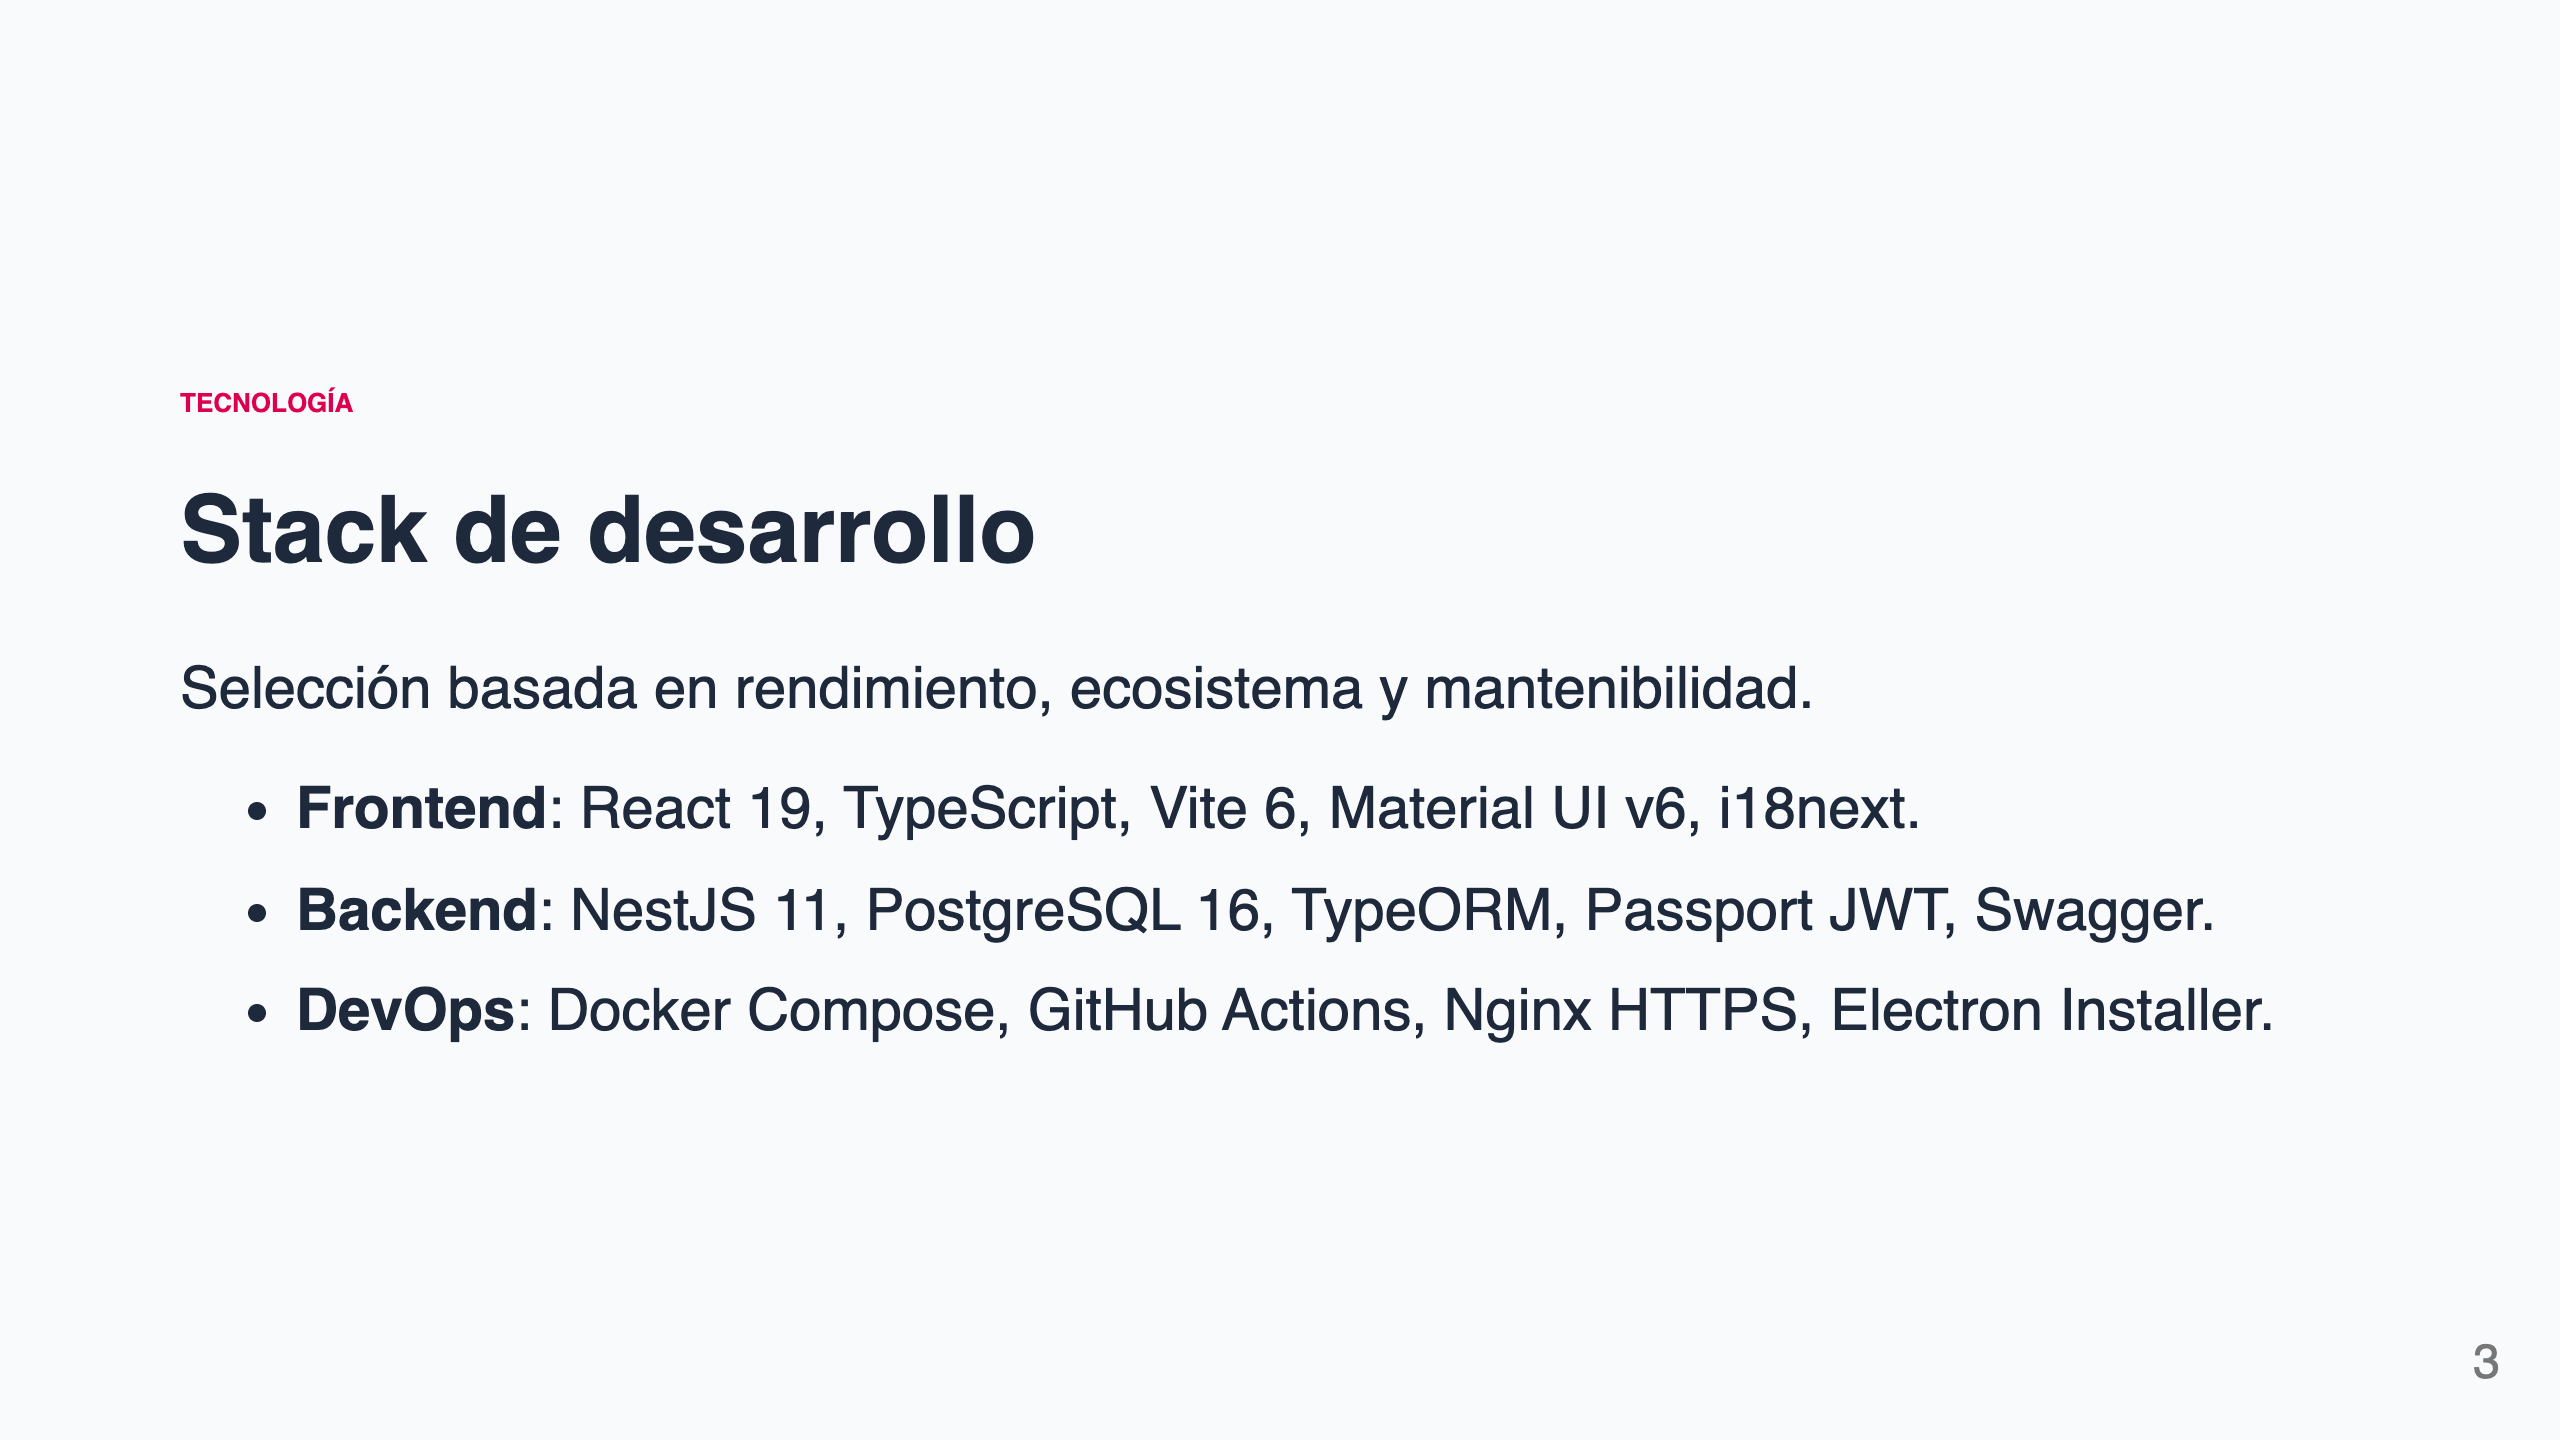 TECNOLOGÍA
Stack de desarrollo
Selección basada en rendimiento, ecosistema y mantenibilidad.
• Frontend: React 19, TypeScript, Vite 6, Material UI v6, i18next.
• Backend: NestJS 11, PostgreSQL 16, TypeORM, Passport JWT, Swagger.
• DevOps: Docker Compose, GitHub Actions, Nginx HTTPS, Electron Installer.
3